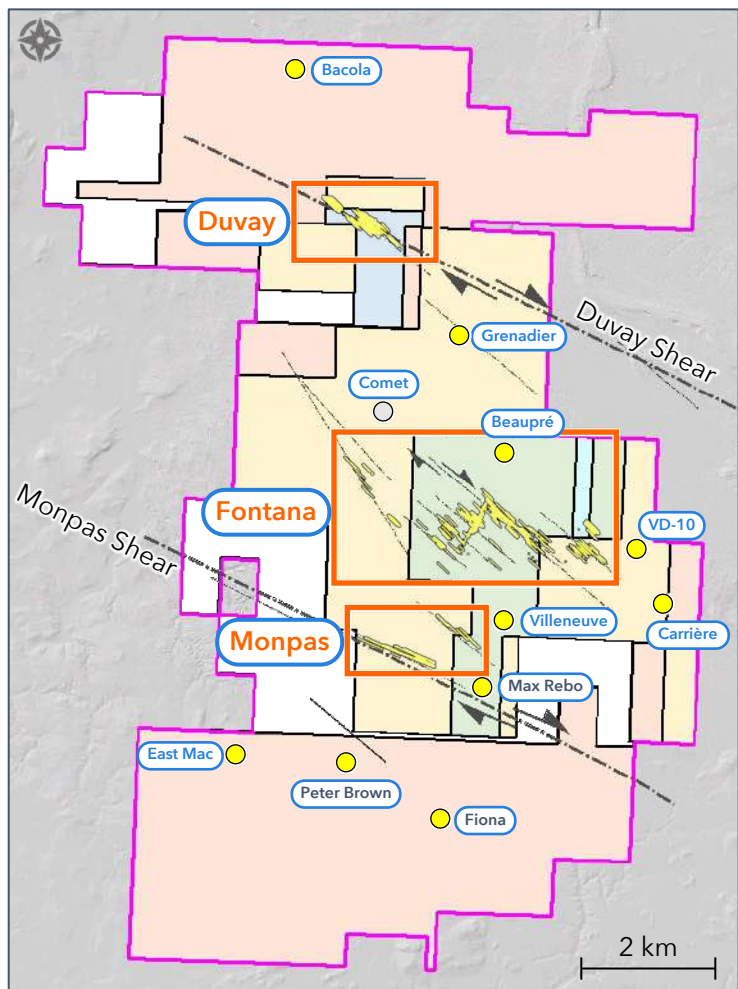 Bacola
Duvay
Duvay Shear
Grenadier
Comet
Beaupré
Fontana
VD-10
Monpas Shear
Carrière
Villeneuve
Monpas
Max Rebo
East Mac
Peter Brown
Fiona
2 km